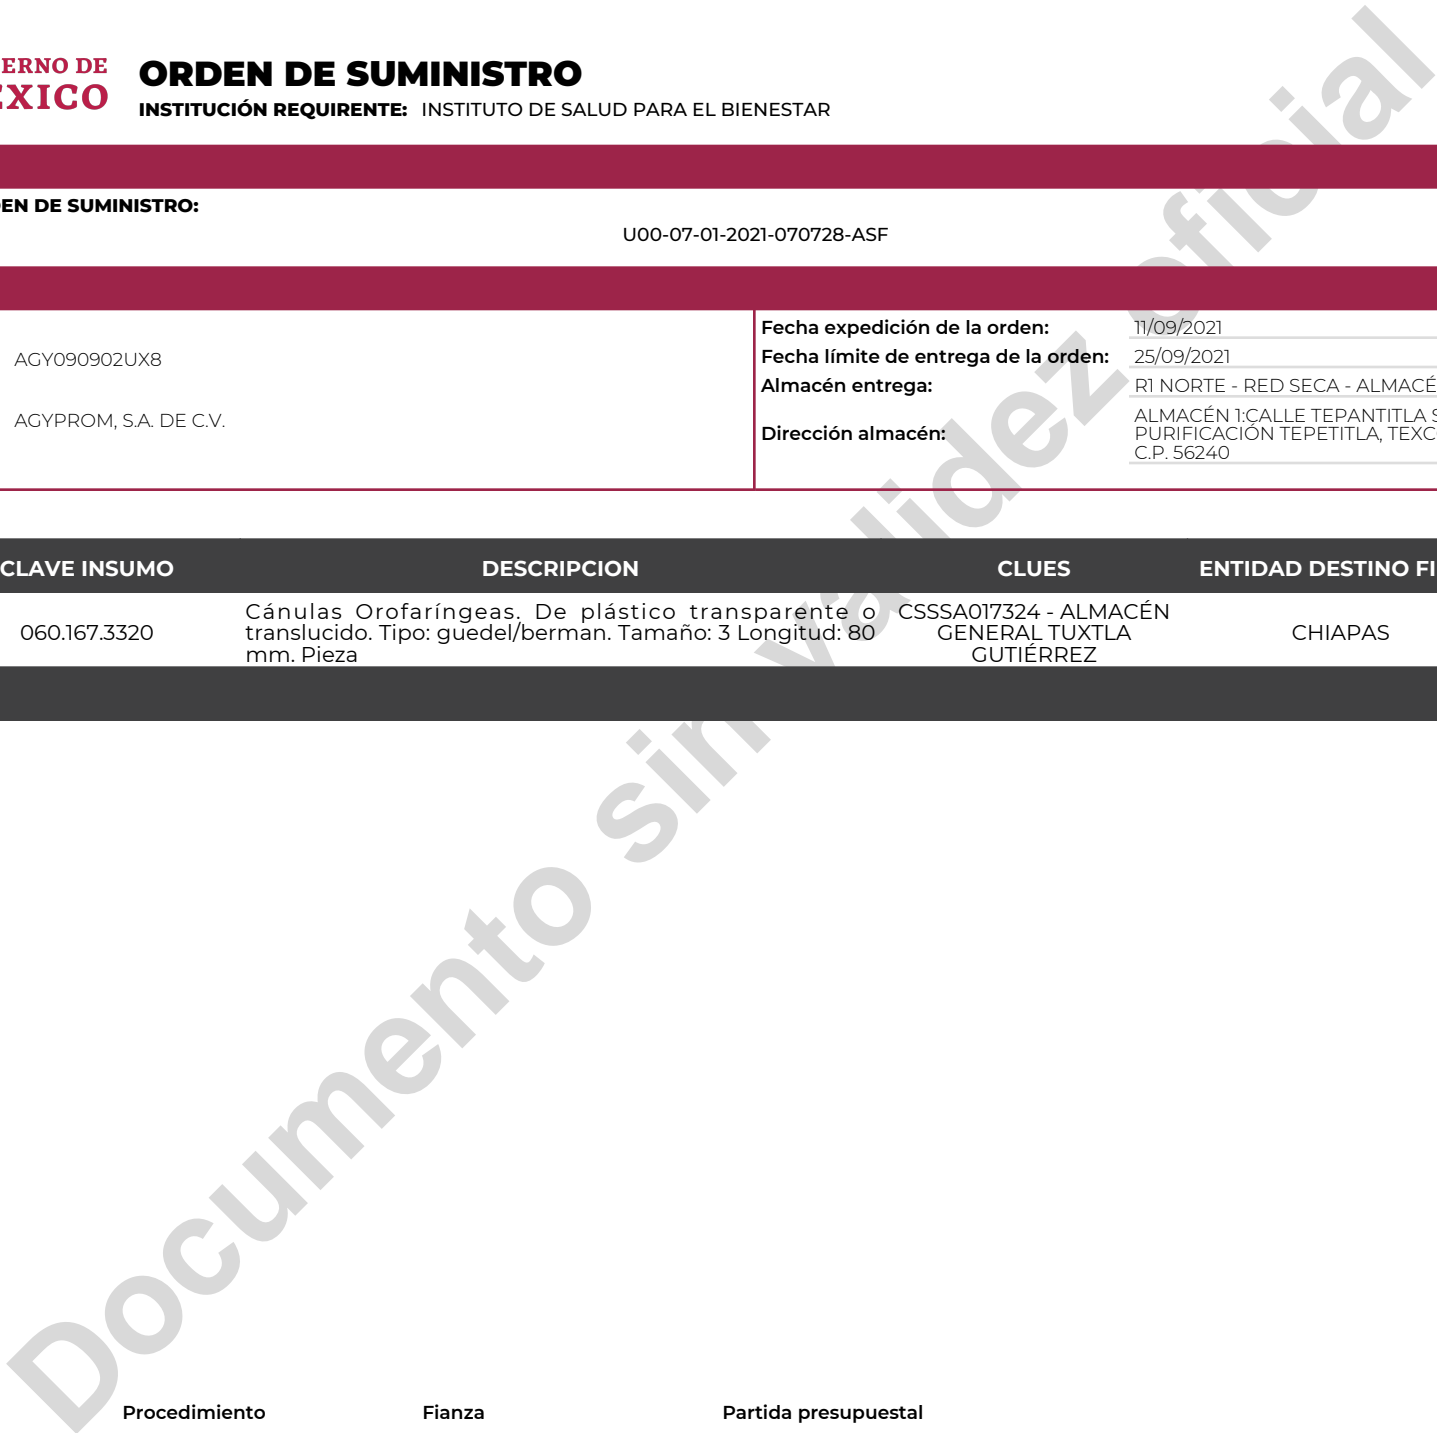 ERNO DE
ÉXICO
ORDEN DE SUMINISTRO
INSTITUCIÓN REQUIRENTE: INSTITUTO DE SALUD PARA EL BIENESTAR
EN DE SUMINISTRO:
U00-07-01-2021-070728-ASF
AGY090902UX8
AGYPROM, S.A. DE C.V.
Fecha expedición de la orden: 11/09/2021
Fecha límite de entrega de la orden: 25/09/2021
Almacén entrega: R1 NORTE - RED SECA - ALMACÉ
Dirección almacén: ALMACÉN 1:CALLE TEPANTITLA S
PURIFICACIÓN TEPETITLA, TEXC
C.P. 56240
CLAVE INSUMO DESCRIPCION CLUES ENTIDAD DESTINO FI
060.167.3320
Cánulas Orofaríngeas. De plástico transparente o
translucido. Tipo: guedel/berman. Tamaño: 3 Longitud: 80
mm. Pieza
CSSSA017324 - ALMACÉN
GENERAL TUXTLA
GUTIÉRREZ
CHIAPAS
Documento sin validez oficial
Procedimiento Fianza Partida presupuestal